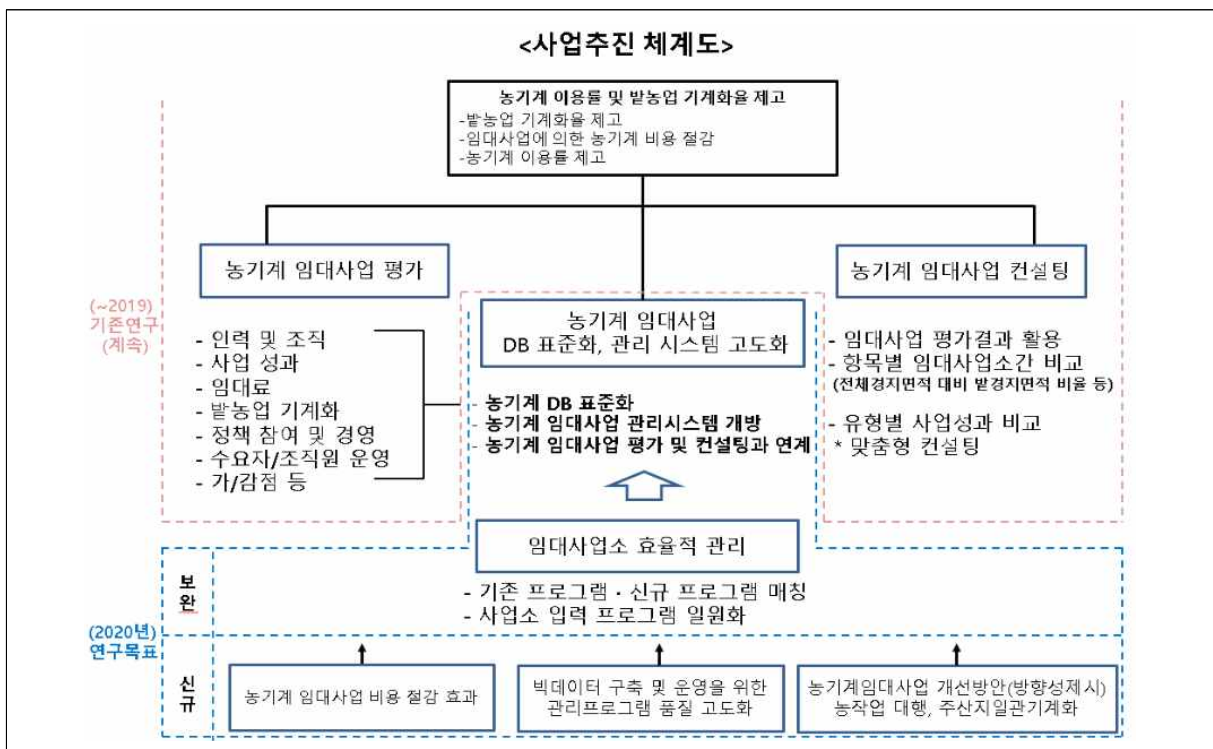 <사업추진 체계도>
농기계 이용률 및 밭농업 기계화율 제고
-밭농업 기계화율 제고
-임대사업에 의한 농기계 비용 절감
-농기계 이용률 제고
농기계 임대사업 평가
농기계 임대사업 컨설팅
(~2019)
기존연구
(계속)
- 인력 및 조직
- 사업 성과
- 임대료
- 밭농업 기계화
- 정책 참여 및 경영
- 수요자/조직원 운영
- 가/감점 등
농기계 임대사업
DB 표준화, 관리 시스템 고도화
- 농기계 DB 표준화
- 농기계 임대사업 관리시스템 개방
- 농기계 임대사업 평가 및 컨설팅과 연계
- 임대사업 평가결과 활용
- 항목별 임대사업소간 비교
(전체경지면적 대비 밭경지면적 비율 등)
- 유형별 사업성과 비교
* 맞춤형 컨설팅
임대사업소 효율적 관리
보완
- 기존 프로그램 · 신규 프로그램 매칭
- 사업소 입력 프로그램 일원화
(2020년)
연구목표
신규
농기계 임대사업 비용 절감 효과
빅데이터 구축 및 운영을 위한
관리프로그램 품질 고도화
농기계임대사업 개선방안(방향성제시)
농작업 대행, 주산지일관기계화